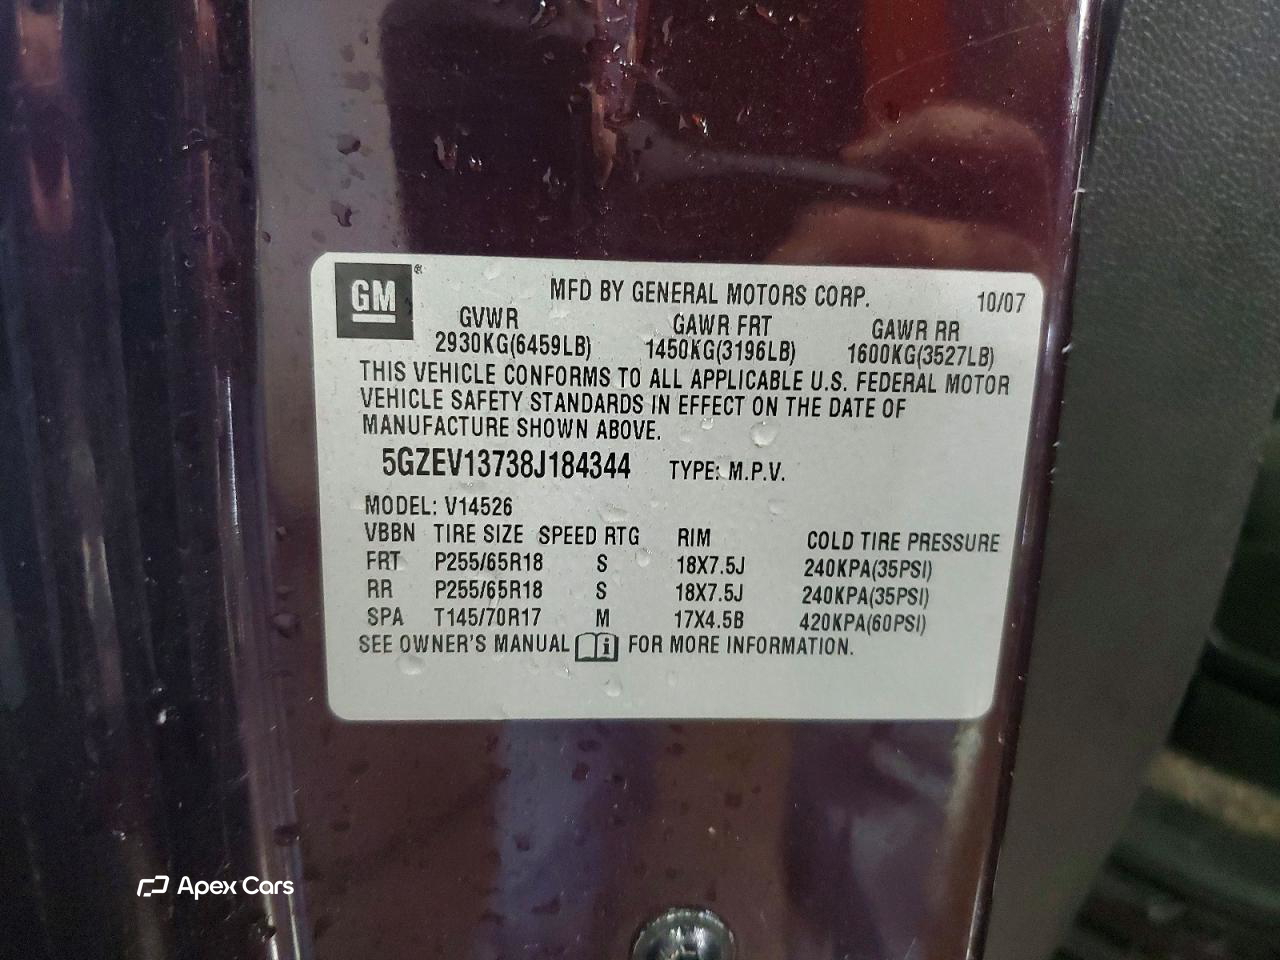 GM®
MFD BY GENERAL MOTORS CORP. 10/07
GVWR GAWR FRT GAWR RR
2930KG(6459LB) 1450KG(3196LB) 1600KG(3527LB)
THIS VEHICLE CONFORMS TO ALL APPLICABLE U.S. FEDERAL MOTOR
VEHICLE SAFETY STANDARDS IN EFFECT ON THE DATE OF
MANUFACTURE SHOWN ABOVE.
5GZEV13738J184344 TYPE: M.P.V.
MODEL: V14526
VBBN TIRE SIZE SPEED RTG RIM COLD TIRE PRESSURE
FRT P255/65R18 S 18X7.5J 240KPA(35PSI)
RR P255/65R18 S 18X7.5J 240KPA(35PSI)
SPA T145/70R17 M 17X4.5B 420KPA(60PSI)
SEE OWNER'S MANUAL i FOR MORE INFORMATION.
Apex Cars